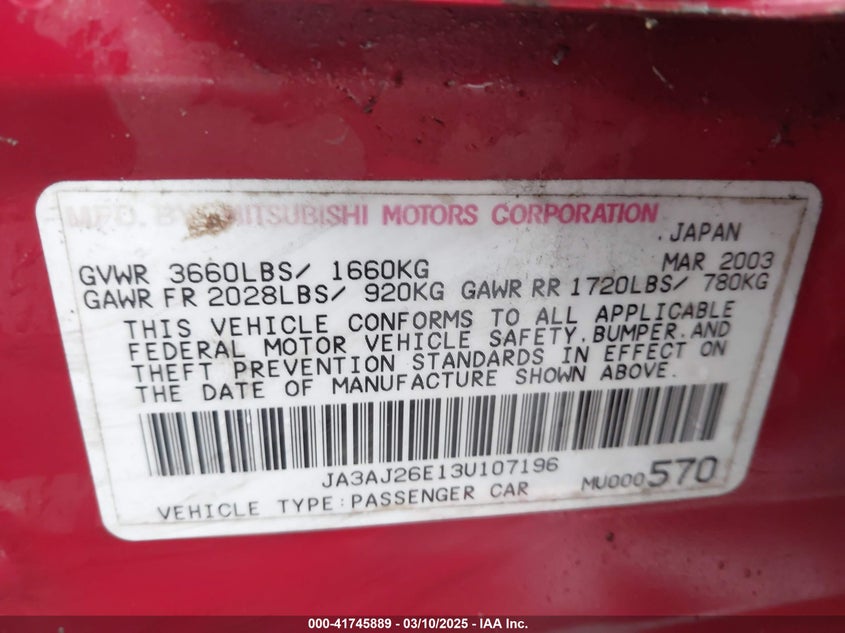 MFD. BY MITSUBISHI MOTORS CORPORATION
JAPAN
GVWR 3660LBS/ 1660KG MAR 2003
GAWR FR 2028LBS/ 920KG GAWR RR 1720LBS/ 780KG
THIS VEHICLE CONFORMS TO ALL APPLICABLE
FEDERAL MOTOR VEHICLE SAFETY, BUMPER, AND
THEFT PREVENTION STANDARDS IN EFFECT ON
THE DATE OF MANUFACTURE SHOWN ABOVE.
JA3AJ26E13U107196
VEHICLE TYPE:PASSENGER CAR MU000570
000-41745889 | 03/10/2025 - IAA Inc.